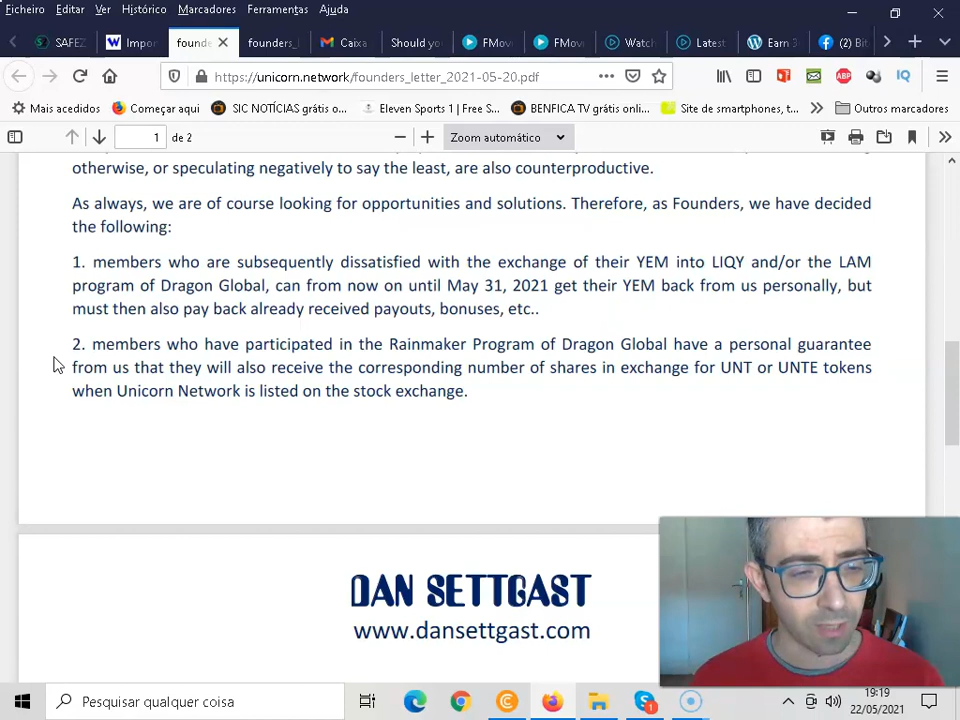 Ficheiro Editar Ver Histórico Marcadores Ferramentas Ajuda
SAFEZ Impor founde founders_l Caixa Should yo FMov FMov Watch Latest Earn 3 (2) Bit
https://unicorn.network/founders_letter_2021-05-20.pdf
ABP IQ
Mais acedidos Começar aqui SIC NOTÍCIAS grátis o... Eleven Sports 1 | Free S... BENFICA TV grátis onli... Site de smartphones, t... Outros marcadores
1 de 2 Zoom automático
otherwise, or speculating negatively to say the least, are also counterproductive.
As always, we are of course looking for opportunities and solutions. Therefore, as Founders, we have decided
the following:
1. members who are subsequently dissatisfied with the exchange of their YEM into LIQY and/or the LAM
program of Dragon Global, can from now on until May 31, 2021 get their YEM back from us personally, but
must then also pay back already received payouts, bonuses, etc..
2. members who have participated in the Rainmaker Program of Dragon Global have a personal guarantee
from us that they will also receive the corresponding number of shares in exchange for UNT or UNTE tokens
when Unicorn Network is listed on the stock exchange.
DAN SETTGAST
www.dansettgast.com
Pesquisar qualquer coisa
19:19
22/05/2021